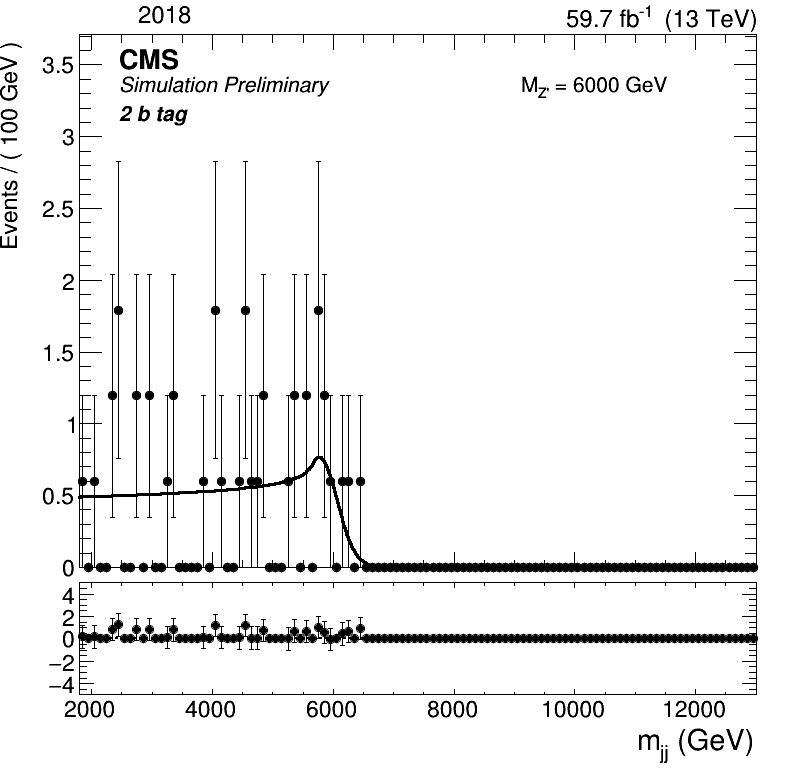 2018
59.7 fb⁻¹ (13 TeV)
CMS
Simulation Preliminary
2 b tag
M_Z' = 6000 GeV
Events / ( 100 GeV )
3.5
3
2.5
2
1.5
1
0.5
0
4
2
0
−2
−4
2000 4000 6000 8000 10000 12000
m_jj (GeV)